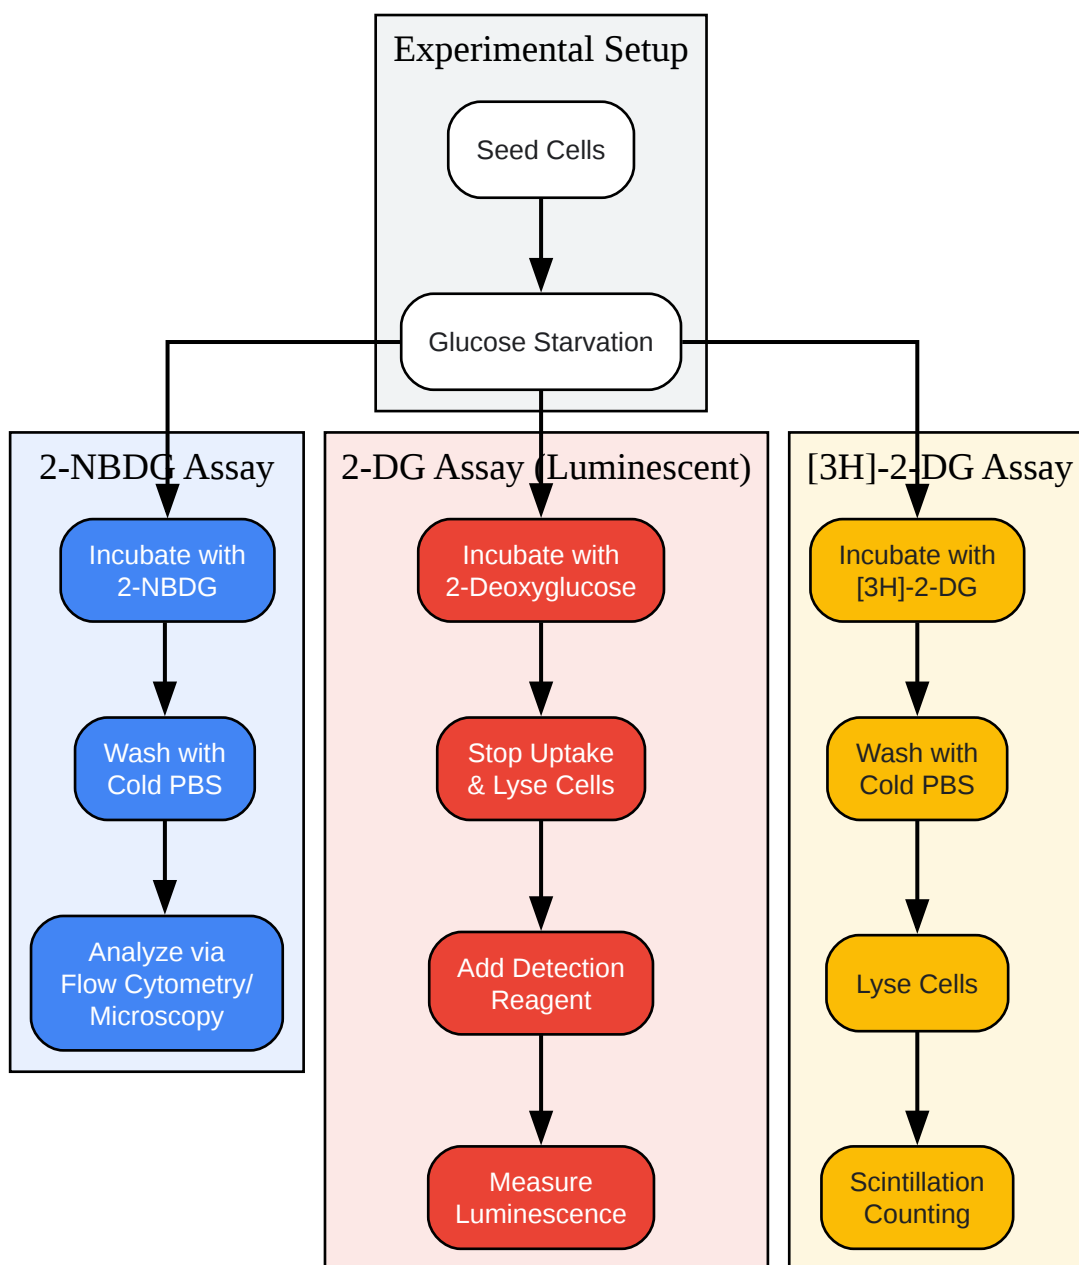 Experimental Setup
Seed Cells
Glucose Starvation
2-NBDG Assay
Incubate with
2-NBDG
Wash with
Cold PBS
Analyze via
Flow Cytometry/
Microscopy
2-DG Assay (Luminescent)
Incubate with
2-Deoxyglucose
Stop Uptake
& Lyse Cells
Add Detection
Reagent
Measure
Luminescence
[3H]-2-DG Assay
Incubate with
[3H]-2-DG
Wash with
Cold PBS
Lyse Cells
Scintillation
Counting